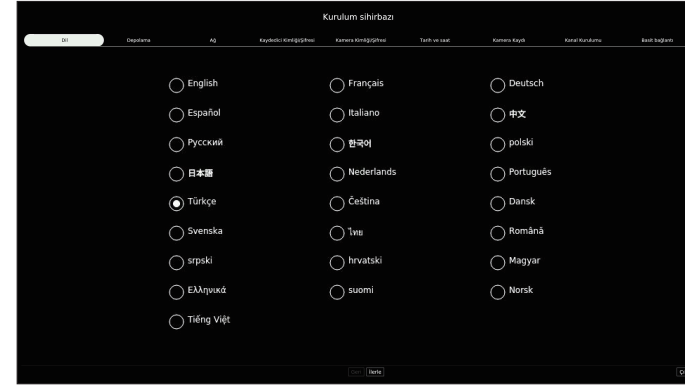 Kurulum sihirbazı
Dil Depolama Ağ Kaydedici Kimliği/Şifresi Kamera Kimliği/Şifresi Tarih ve saat Kamera Kaydı Kanal Kurulumu Basit bağlantı
English Français Deutsch
Español Italiano 中文
Русский 한국어 polski
日本語 Nederlands Português
Türkçe Čeština Dansk
Svenska ไทย Română
srpski hrvatski Magyar
Ελληνικά suomi Norsk
Tiếng Việt
Geri İlerle